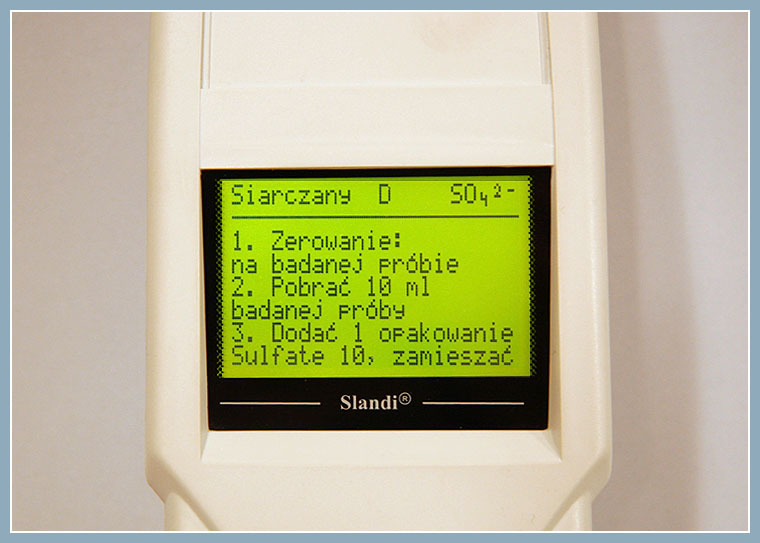 Siarczany D SO₄²⁻
1. Zerowanie:
na badanej próbie
2. Pobrać 10 ml
badanej próby
3. Dodać 1 opakowanie
Sulfate 10, zamieszać
Slandi®